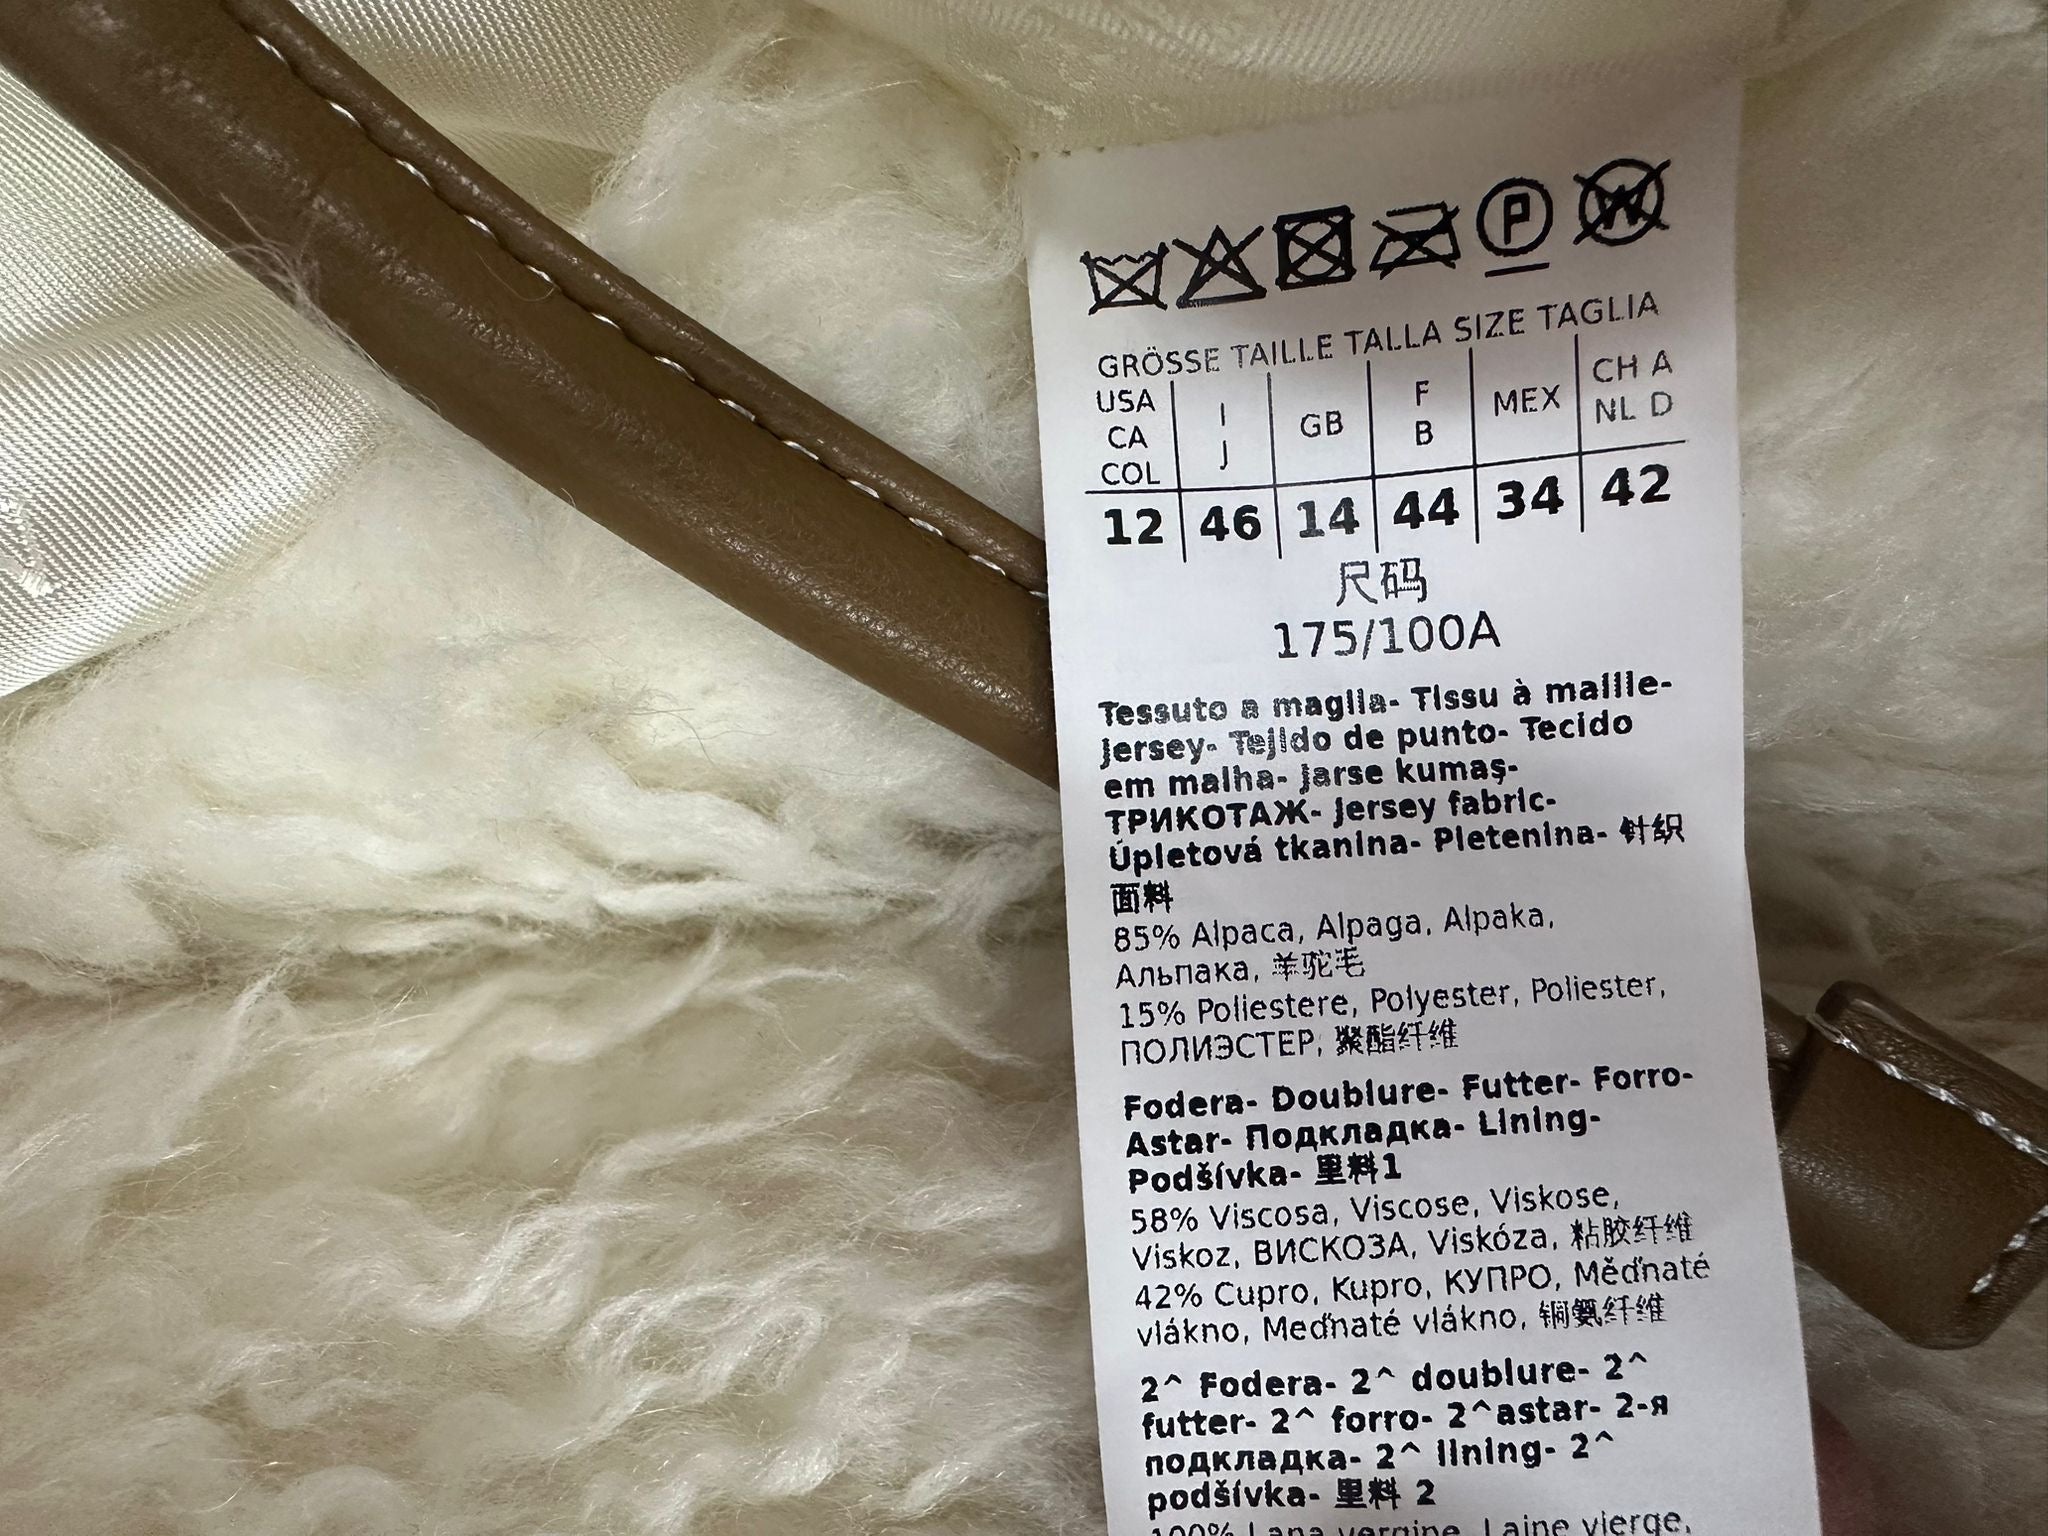 P W
GRÖSSE TAILLE TALLA SIZE TAGLIA
USA CA COL I J GB F B MEX CH A NL D
12 46 14 44 34 42
尺码
175/100A
Tessuto a maglia- Tissu à maille-
Jersey- Tejido de punto- Tecido
em malha- Jarse kumaş-
ТРИКОТАЖ- Jersey fabric-
Úpletová tkanina- Pletenina- 针织
面料
85% Alpaca, Alpaga, Alpaka,
Альпака, 羊驼毛
15% Poliestere, Polyester, Poliester,
ПОЛИЭСТЕР, 聚酯纤维
Fodera- Doublure- Futter- Forro-
Astar- Подкладка- Lining-
Podšívka- 里料1
58% Viscosa, Viscose, Viskose,
Viskoz, ВИСКОЗА, Viskóza, 粘胶纤维
42% Cupro, Kupro, КУПРО, Měďnaté
vlákno, Meďnaté vlákno, 铜氨纤维
2^ Fodera- 2^ doublure- 2^
futter- 2^ forro- 2^astar- 2-я
подкладка- 2^ lining- 2^
podšívka- 里料 2
100% Lana vergine, Laine vierge,